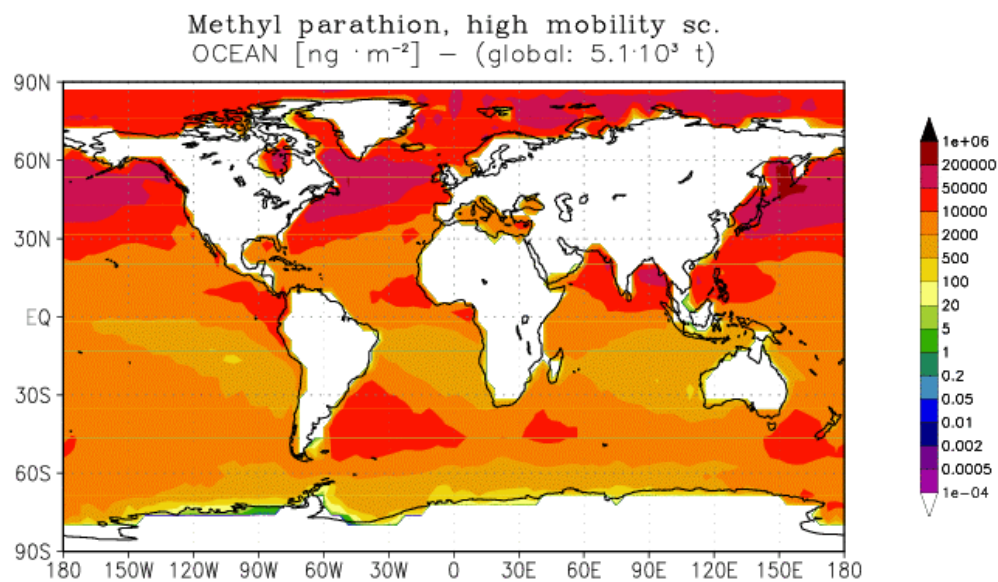 Methyl parathion, high mobility sc.
OCEAN [ng · m⁻²] – (global: 5.1·10³ t)
90N
60N
30N
EQ
30S
60S
90S
180 150W 120W 90W 60W 30W 0 30E 60E 90E 120E 150E 180
1e+06
200000
50000
10000
2000
500
100
20
5
1
0.2
0.05
0.01
0.002
0.0005
1e-04